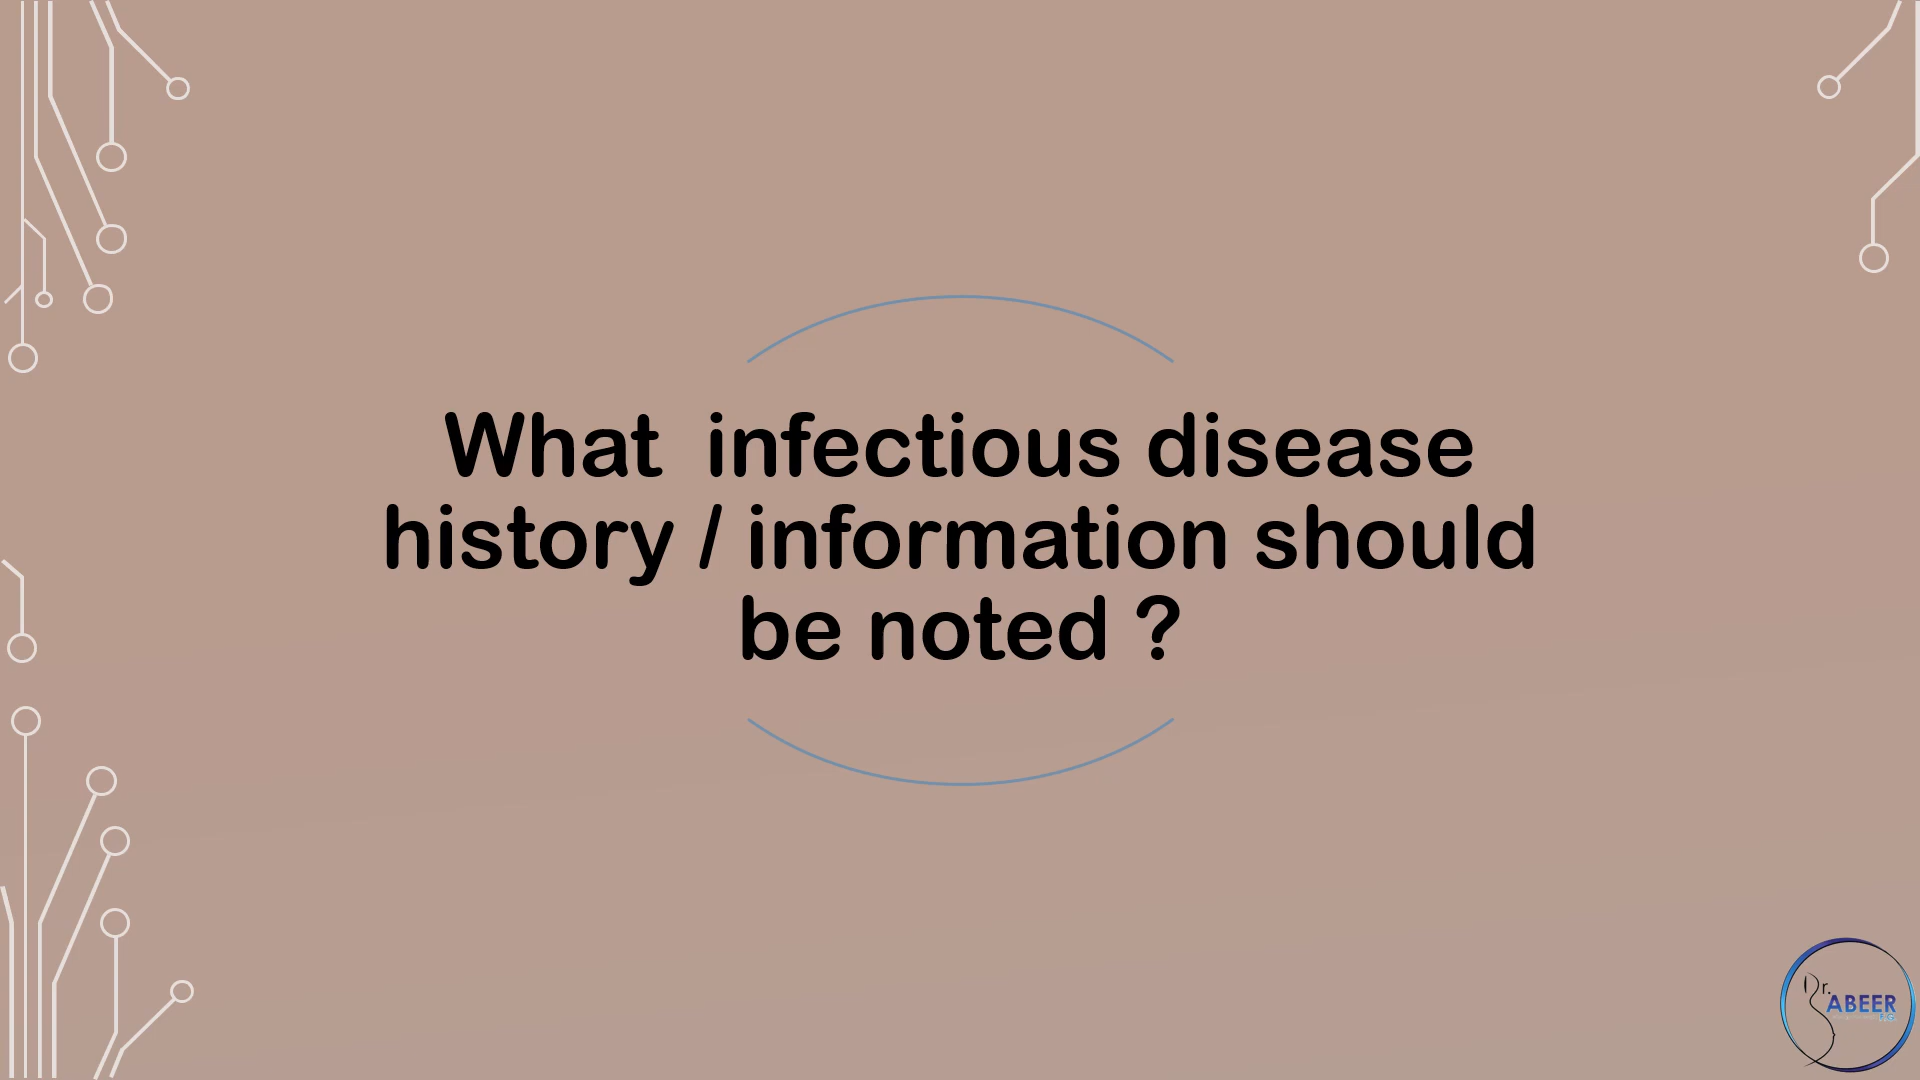 What  infectious disease
history / information should
be noted ?
Dr.
ABEER
F.G.